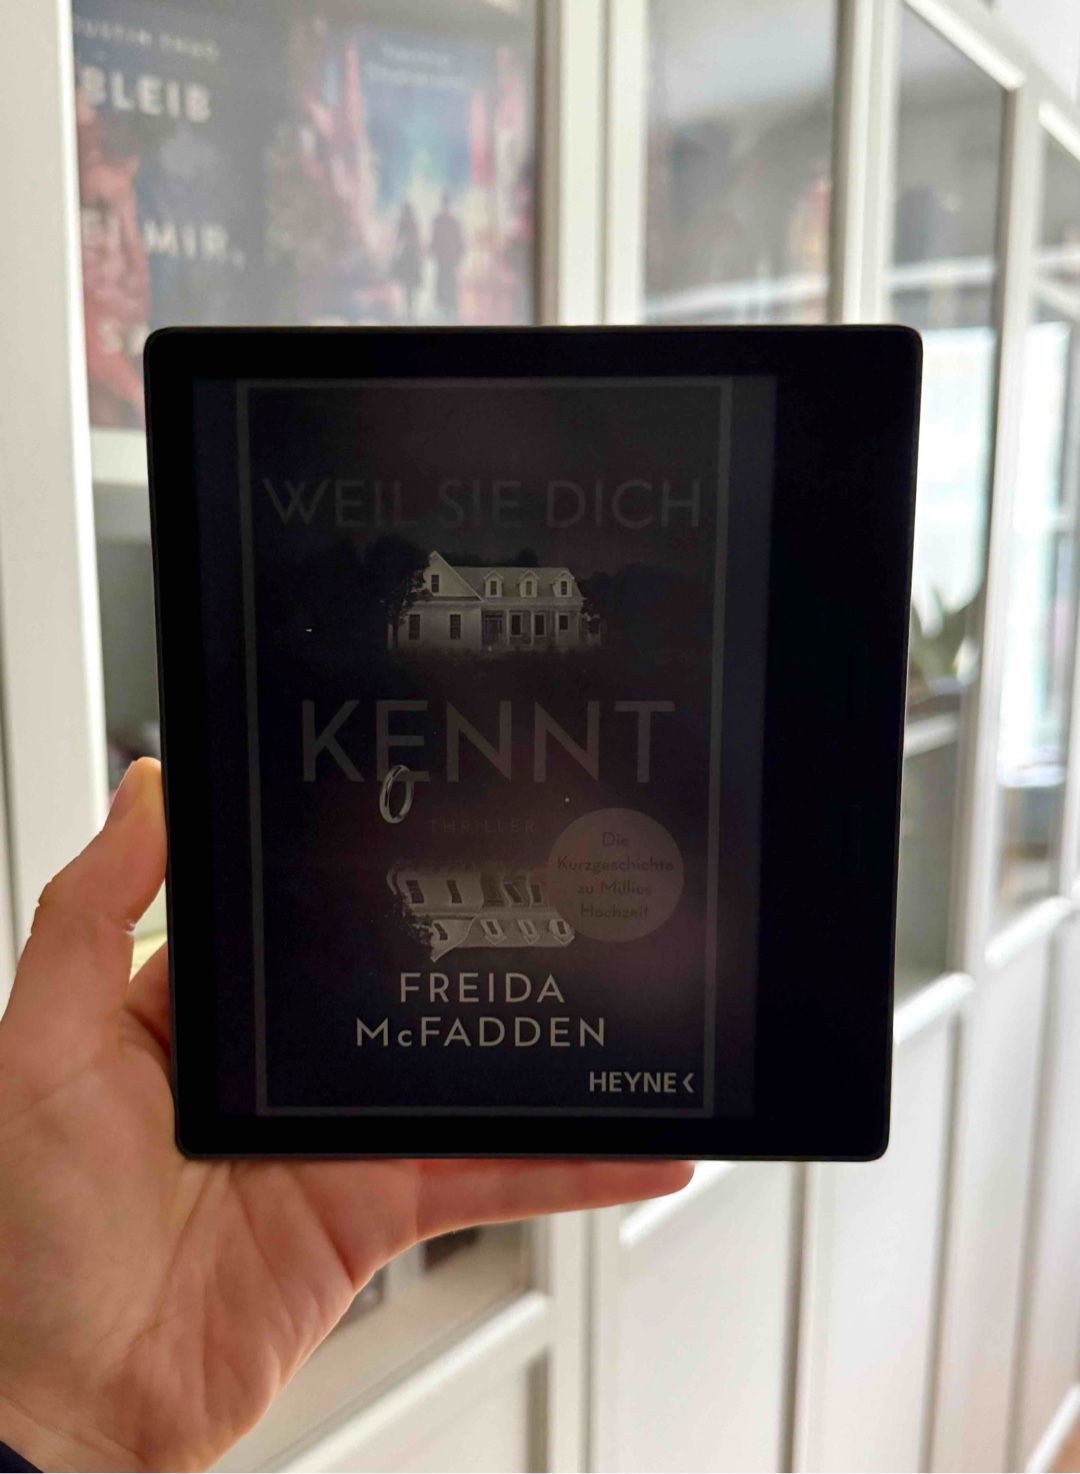 BLEIB
MIR.
WEIL SIE DICH
KENNT
THRILLER
Die
Kurzgeschichte
zu Millies
Hochzeit
FREIDA
McFADDEN
HEYNE<